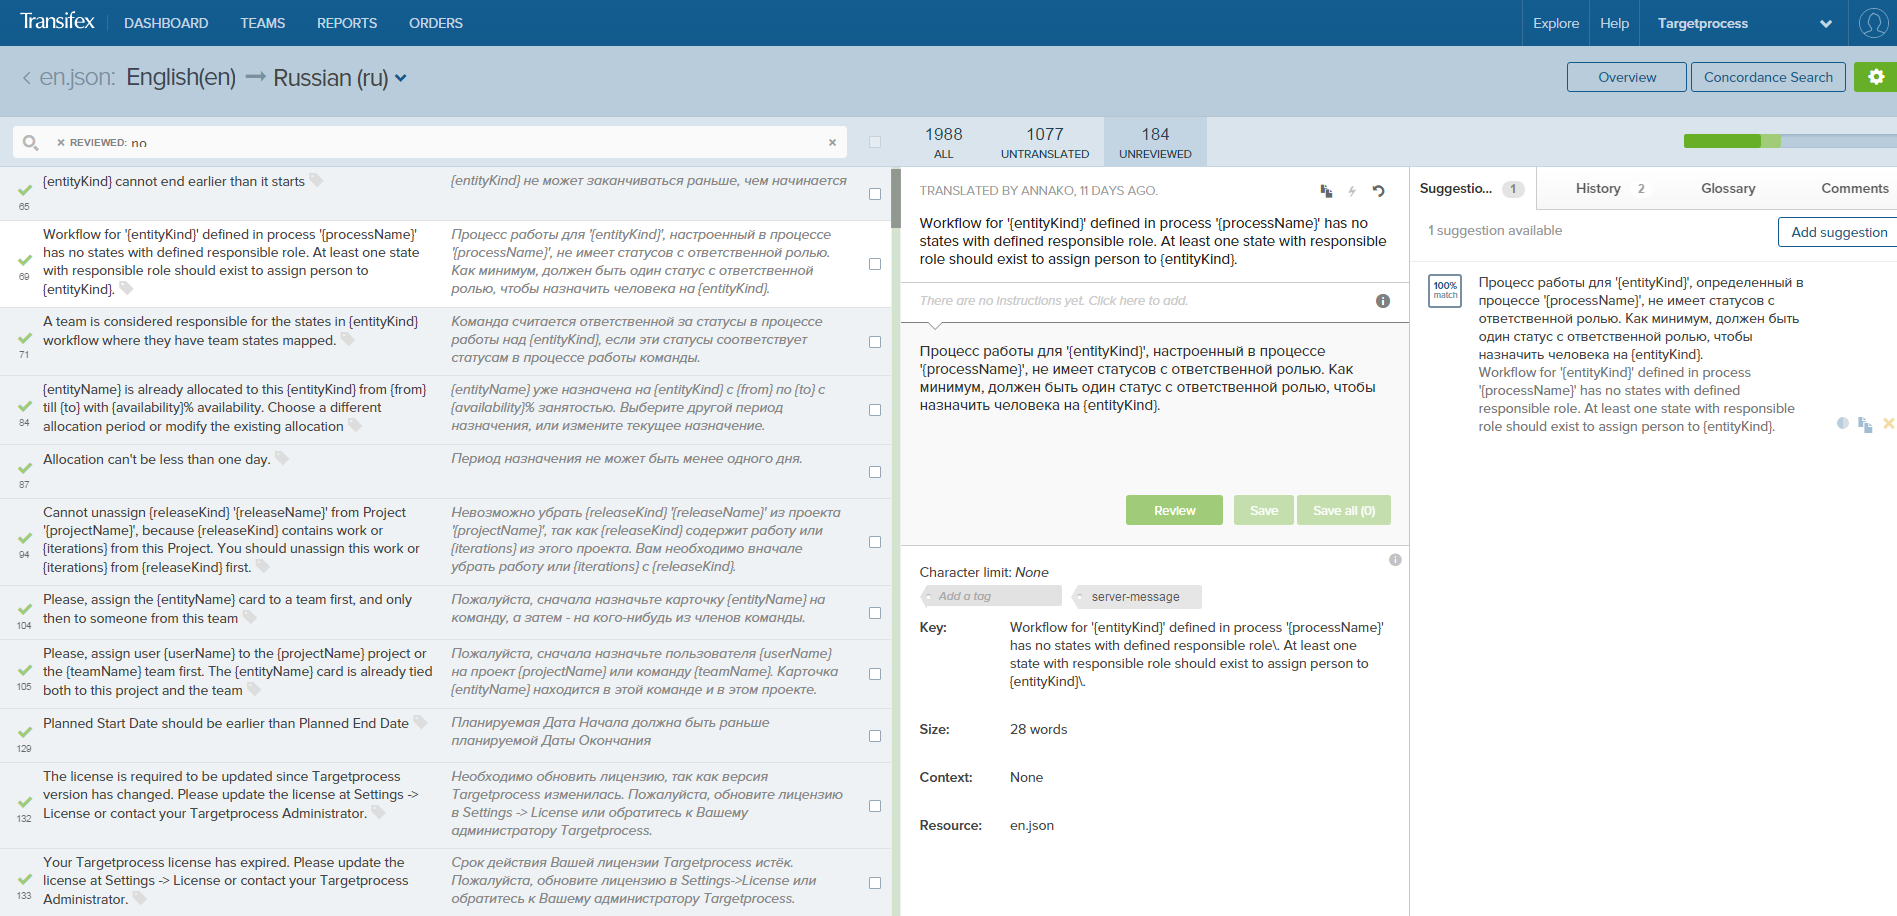 Transifex DASHBOARD TEAMS REPORTS ORDERS Explore Help Targetprocess
en.json: English(en) Russian (ru) Overview Concordance Search
REVIEWED: no
1988 ALL
1077 UNTRANSLATED
184 UNREVIEWED
{entityKind} cannot end earlier than it starts
65
{entityKind} не может заканчиваться раньше, чем начинается
Workflow for '{entityKind}' defined in process '{processName}'
has no states with defined responsible role. At least one state
with responsible role should exist to assign person to
{entityKind}.
69
Процесс работы для '{entityKind}', настроенный в процессе
'{processName}', не имеет статусов с ответственной ролью.
Как минимум, должен быть один статус с ответственной
ролью, чтобы назначить человека на {entityKind}.
A team is considered responsible for the states in {entityKind}
workflow where they have team states mapped.
71
Команда считается ответственной за статусы в процессе
работы над {entityKind}, если эти статусы соответствует
статусам в процессе работы команды.
{entityName} is already allocated to this {entityKind} from {from}
till {to} with {availability}% availability. Choose a different
allocation period or modify the existing allocation
84
{entityName} уже назначена на {entityKind} с {from} по {to} с
{availability}% занятостью. Выберите другой период
назначения, или измените текущее назначение.
Allocation can't be less than one day.
87
Период назначения не может быть менее одного дня.
Cannot unassign {releaseKind} '{releaseName}' from Project
'{projectName}', because {releaseKind} contains work or
{iterations} from this Project. You should unassign this work or
{iterations} from {releaseKind} first.
94
Невозможно убрать {releaseKind} '{releaseName}' из проекта
'{projectName}', так как {releaseKind} содержит работу или
{iterations} из этого проекта. Вам необходимо вначале
убрать работу или {iterations} с {releaseKind}.
Please, assign the {entityName} card to a team first, and only
then to someone from this team
104
Пожалуйста, сначала назначьте карточку {entityName} на
команду, а затем - на кого-нибудь из членов команды.
Please, assign user {userName} to the {projectName} project or
the {teamName} team first. The {entityName} card is already tied
both to this project and the team
105
Пожалуйста, сначала назначьте пользователя {userName}
на проект {projectName} или команду {teamName}. Карточка
{entityName} находится в этой команде и в этом проекте.
Planned Start Date should be earlier than Planned End Date
129
Планируемая Дата Начала должна быть раньше
планируемой Даты Окончания
The license is required to be updated since Targetprocess
version has changed. Please update the license at Settings ->
License or contact your Targetprocess Administrator.
132
Необходимо обновить лицензию, так как версия
Targetprocess изменилась. Пожалуйста, обновите лицензию
в Settings -> License или обратитесь к Вашему
администратору Targetprocess.
Your Targetprocess license has expired. Please update the
license at Settings -> License or contact your Targetprocess
Administrator.
133
Срок действия Вашей лицензии Targetprocess истёк.
Пожалуйста, обновите лицензию в Settings->License или
обратитесь к Вашему администратору Targetprocess.
TRANSLATED BY ANNAKO, 11 DAYS AGO.
Workflow for '{entityKind}' defined in process '{processName}' has no
states with defined responsible role. At least one state with responsible
role should exist to assign person to {entityKind}.
There are no instructions yet. Click here to add.
Процесс работы для '{entityKind}', настроенный в процессе
'{processName}', не имеет статусов с ответственной ролью. Как
минимум, должен быть один статус с ответственной ролью, чтобы
назначить человека на {entityKind}.
Review Save Save all (0)
Character limit: None
Add a tag server-message
Key: Workflow for '{entityKind}' defined in process '{processName}'
has no states with defined responsible role\. At least one
state with responsible role should exist to assign person to
{entityKind}\.
Size: 28 words
Context: None
Resource: en.json
Suggestio... 1 History 2 Glossary Comments
1 suggestion available Add suggestion
100%
match
Процесс работы для '{entityKind}', определенный в
процессе '{processName}', не имеет статусов с
ответственной ролью. Как минимум, должен быть
один статус с ответственной ролью, чтобы
назначить человека на {entityKind}.
Workflow for '{entityKind}' defined in process
'{processName}' has no states with defined
responsible role. At least one state with responsible
role should exist to assign person to {entityKind}.